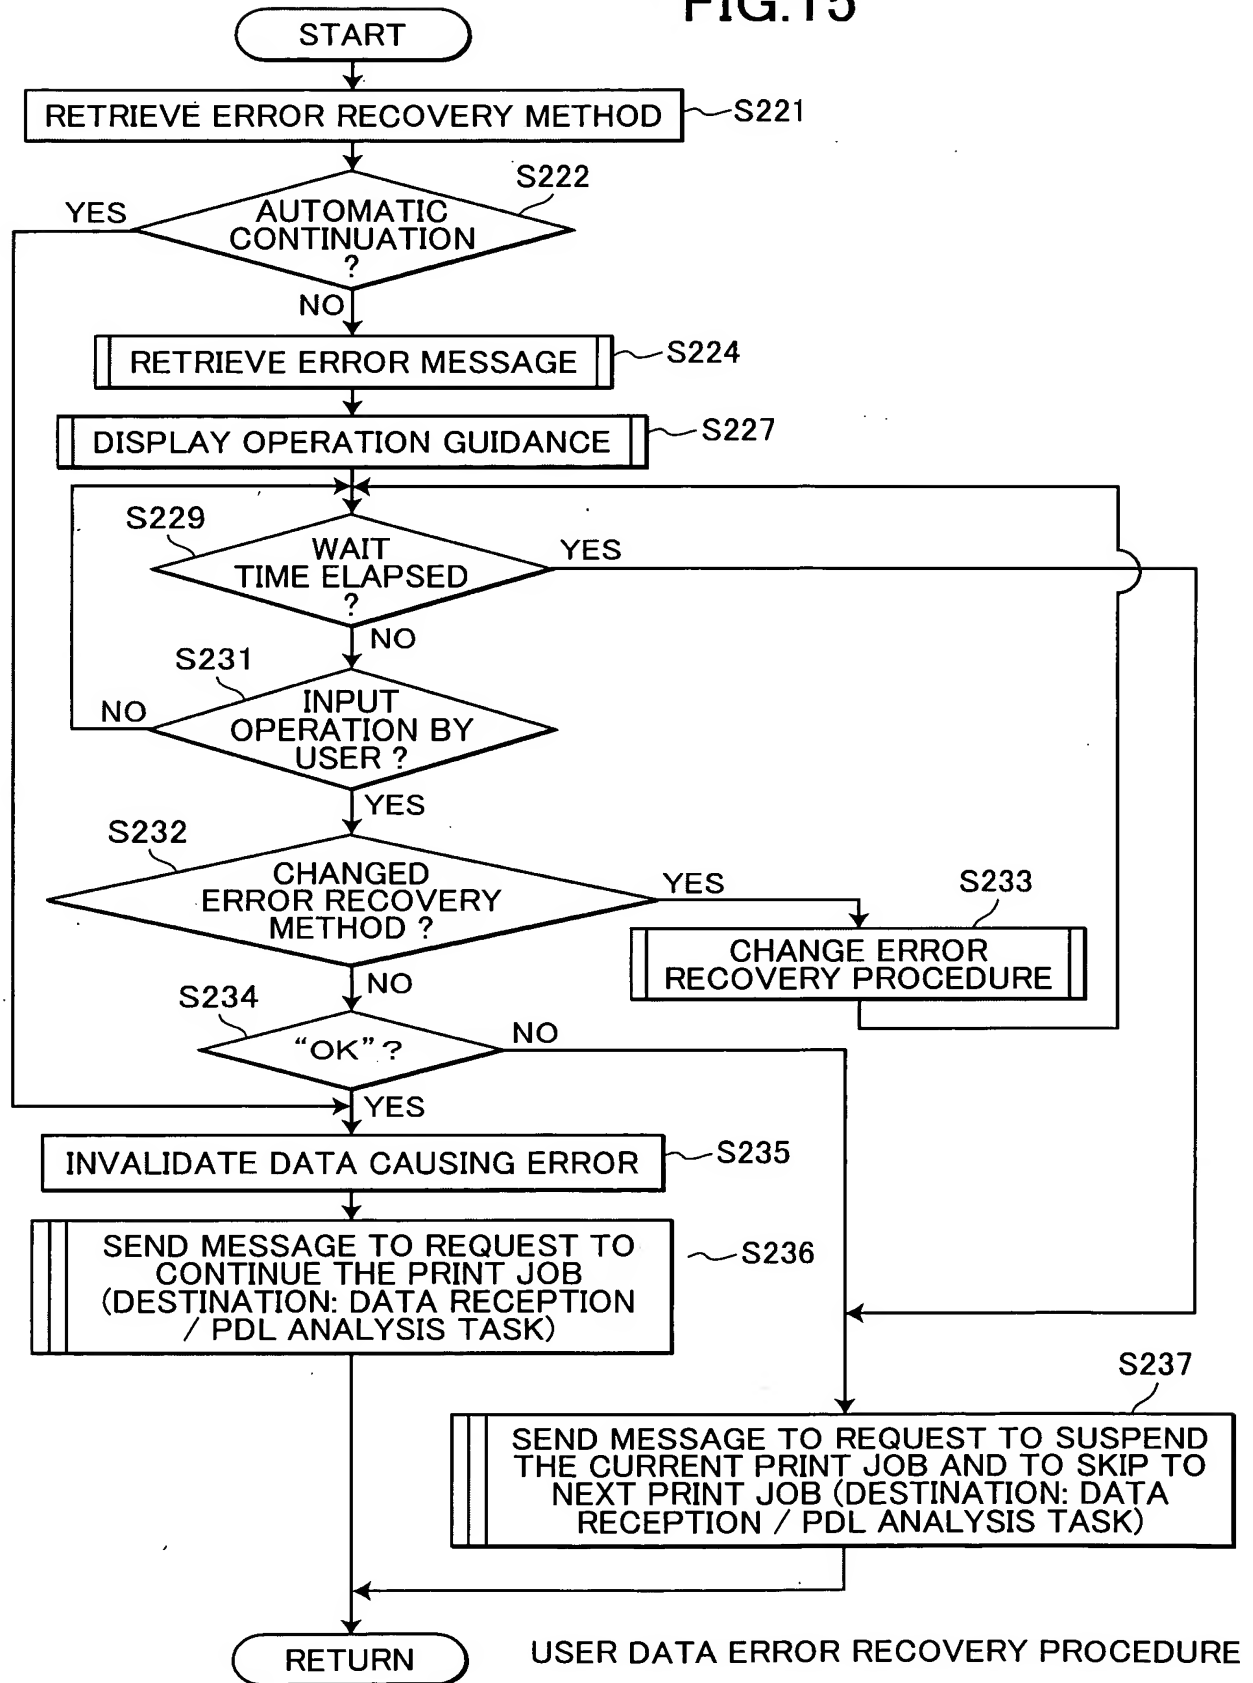 FIG.15
START
RETRIEVE ERROR RECOVERY METHOD
S221
S222
YES
AUTOMATIC
CONTINUATION
?
NO
RETRIEVE ERROR MESSAGE
S224
DISPLAY OPERATION GUIDANCE
S227
S229
WAIT
TIME ELAPSED
?
YES
NO
S231
INPUT
OPERATION BY
USER ?
NO
YES
S232
CHANGED
ERROR RECOVERY
METHOD ?
YES
S233
CHANGE ERROR
RECOVERY PROCEDURE
NO
S234
“OK” ?
NO
YES
INVALIDATE DATA CAUSING ERROR
S235
SEND MESSAGE TO REQUEST TO
CONTINUE THE PRINT JOB
(DESTINATION: DATA RECEPTION
/ PDL ANALYSIS TASK)
S236
S237
SEND MESSAGE TO REQUEST TO SUSPEND
THE CURRENT PRINT JOB AND TO SKIP TO
NEXT PRINT JOB (DESTINATION: DATA
RECEPTION / PDL ANALYSIS TASK)
RETURN
USER DATA ERROR RECOVERY PROCEDURE